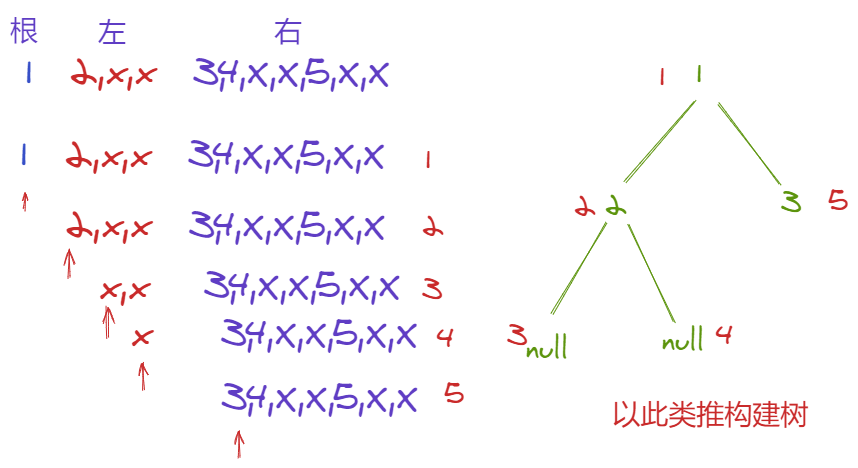 根 左 右
1 2,x,x 3,4,x,x,5,x,x
1 2,x,x 3,4,x,x,5,x,x 1
2,x,x 3,4,x,x,5,x,x 2
x,x 3,4,x,x,5,x,x 3
x 3,4,x,x,5,x,x 4
3,4,x,x,5,x,x 5
1 1
2 2 3 5
3 null null 4
以此类推构建树